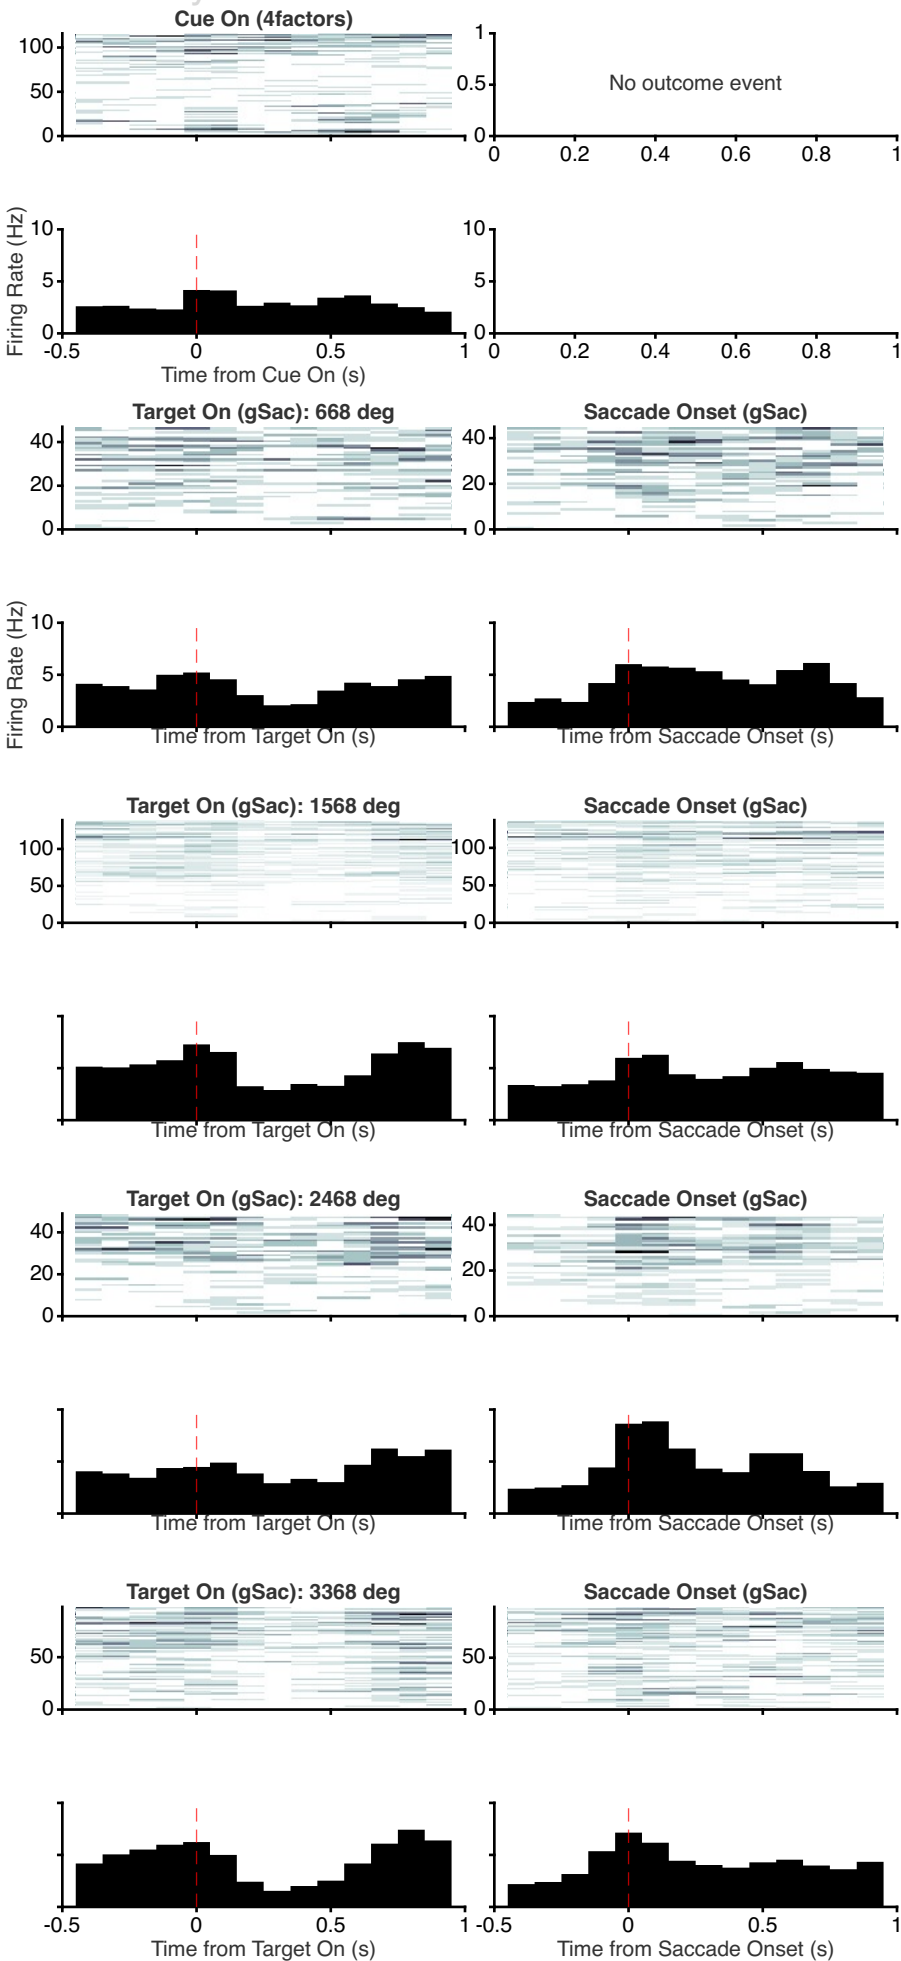 Cue On (4factors)
100
50
0
1
0.5
0
No outcome event
0 0.2 0.4 0.6 0.8 1
Firing Rate (Hz)
10
5
0
-0.5 0 0.5 1
Time from Cue On (s)
10
5
0
0 0.2 0.4 0.6 0.8 1
Target On (gSac): 668 deg
40
20
0
Saccade Onset (gSac)
40
20
0
Firing Rate (Hz)
10
5
0
Time from Target On (s)
Time from Saccade Onset (s)
Target On (gSac): 1568 deg
100
50
0
Saccade Onset (gSac)
100
50
0
Time from Target On (s)
Time from Saccade Onset (s)
Target On (gSac): 2468 deg
40
20
0
Saccade Onset (gSac)
40
20
0
Time from Target On (s)
Time from Saccade Onset (s)
Target On (gSac): 3368 deg
50
0
Saccade Onset (gSac)
50
0
-0.5 0 0.5 1
Time from Target On (s)
-0.5 0 0.5 1
Time from Saccade Onset (s)